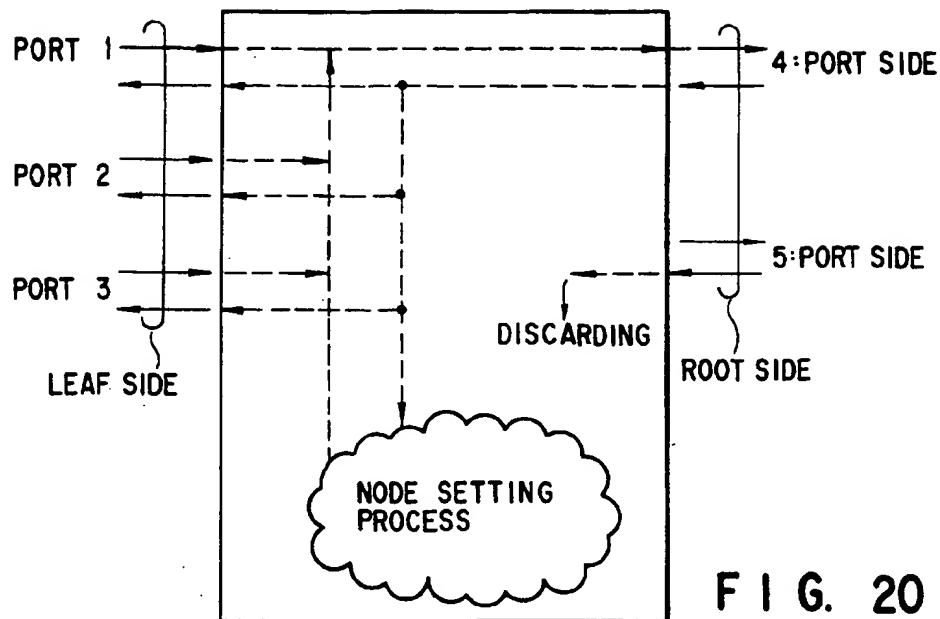 PORT 1
4:PORT SIDE
PORT 2
PORT 3
5:PORT SIDE
DISCARDING
LEAF SIDE
ROOT SIDE
NODE SETTING
PROCESS
FIG. 20